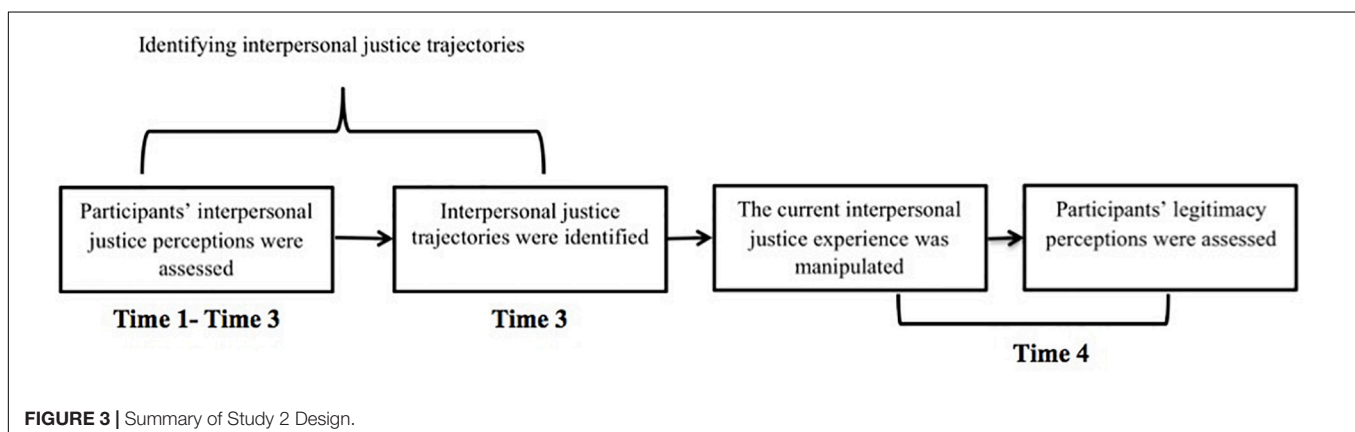 Identifying interpersonal justice trajectories
Participants’ interpersonal
justice perceptions were
assessed
Interpersonal justice
trajectories were identified
The current interpersonal
justice experience was
manipulated
Participants’ legitimacy
perceptions were assessed
Time 1- Time 3
Time 3
Time 4
FIGURE 3 | Summary of Study 2 Design.